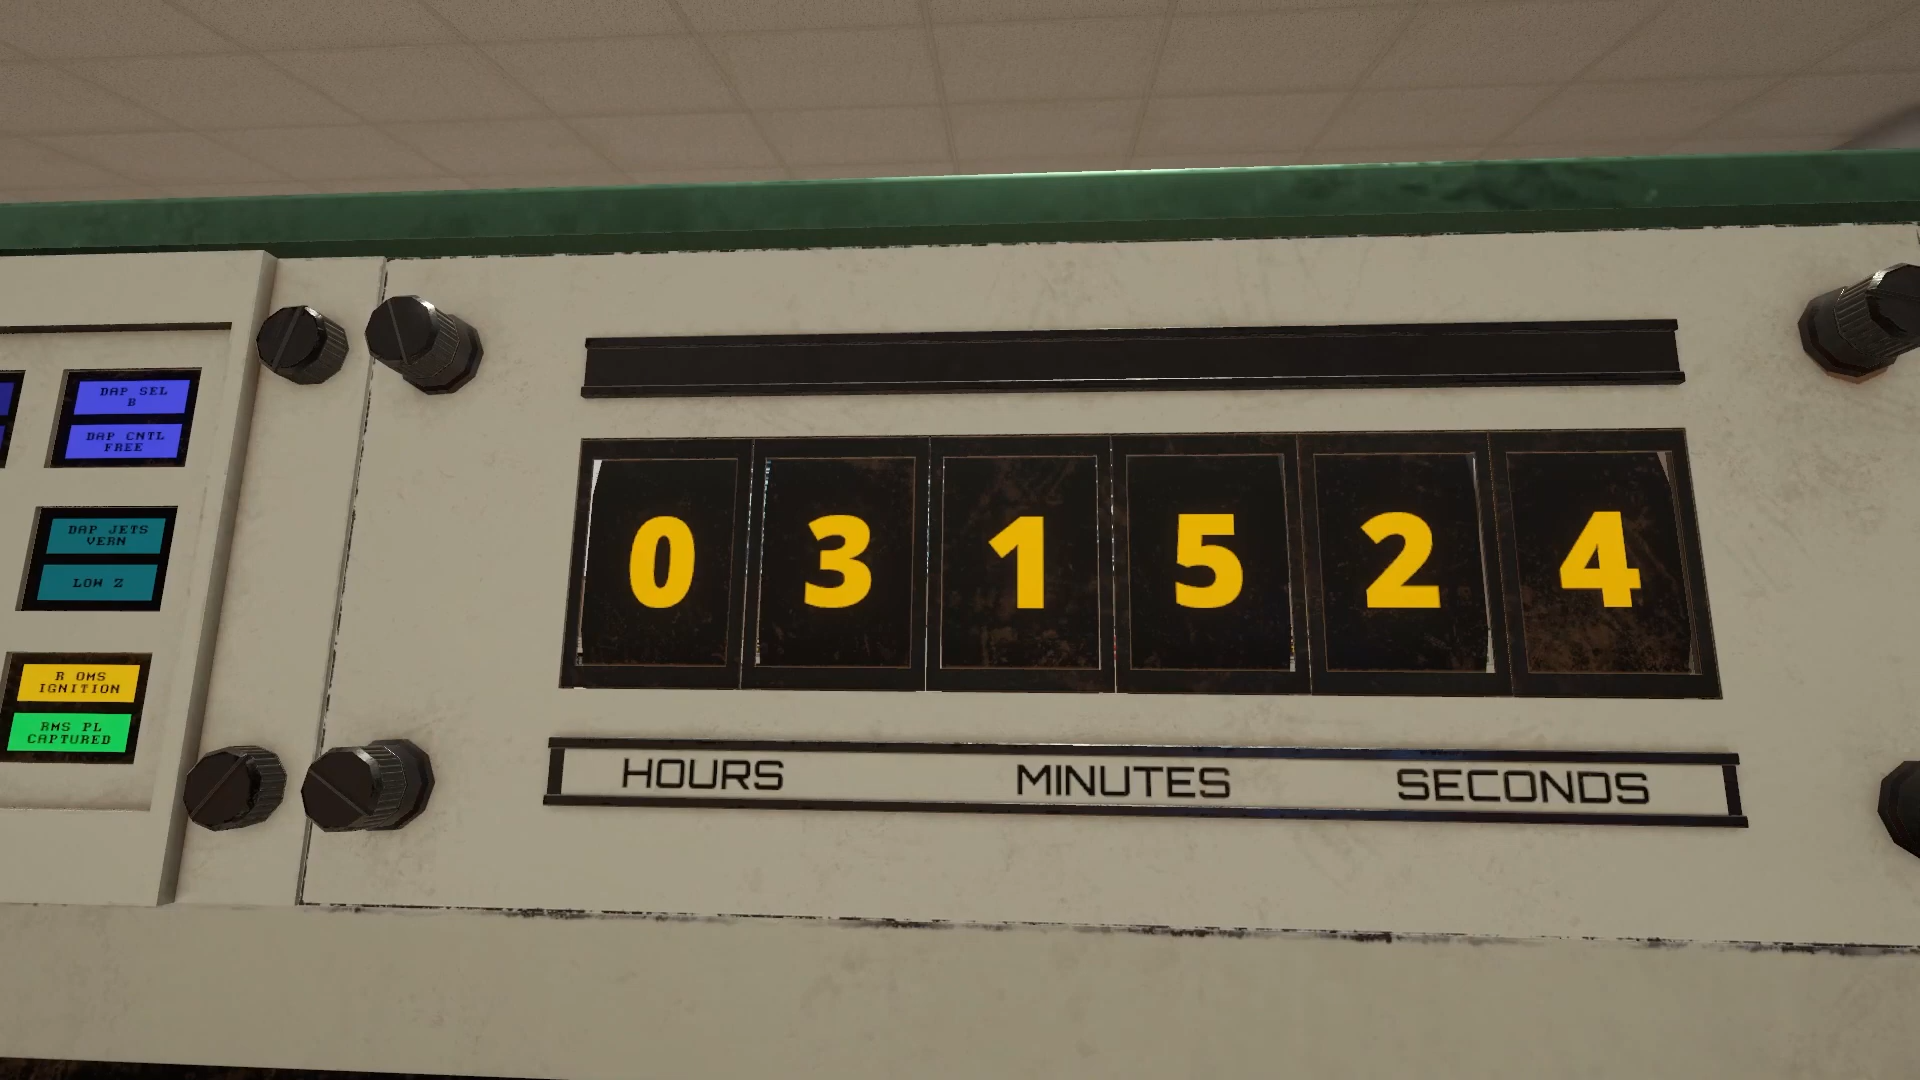 DAP SEL
B
DAP CNTL
FREE
DAP JETS
VERN
LOW Z
R OMS
IGNITION
RMS PL
CAPTURED
0 3 1 5 2 4
HOURS MINUTES SECONDS